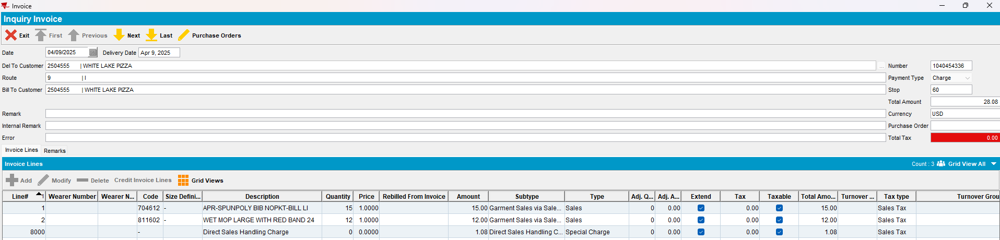 Invoice
Inquiry Invoice
Exit First Previous Next Last Purchase Orders
Date 04/09/2025 16 Delivery Date Apr 9, 2025
Del To Customer 2504555 | WHITE LAKE PIZZA ... Number 1040454336
Route 9 | I Payment Type Charge
Bill To Customer 2504555 | WHITE LAKE PIZZA Stop 60
Total Amount 28.08
Remark Currency USD
Internal Remark Purchase Order
Error Total Tax 0.00
Invoice Lines Remarks
Invoice Lines Count : 3 Grid View All
Add Modify Delete Credit Invoice Lines Grid Views
Line# 1 Wearer Number Wearer N... Code Size Defini... Description Quantity Price Rebilled From Invoice Amount Subtype Type Adj. Q... Adj. A... Extend Tax Taxable Total Amo... Turnover ... Tax type Turnover Grou
1 704612 - APR-SPUNPOLY BIB NOPKT-BILL LI 15 1.0000 15.00 Garment Sales via Sale... Sales 0 0.00 0.00 15.00 Sales Tax
2 811602 - WET MOP LARGE WITH RED BAND 24 12 1.0000 12.00 Garment Sales via Sale... Sales 0 0.00 0.00 12.00 Sales Tax
8000 - Direct Sales Handling Charge 0 0.0000 1.08 Direct Sales Handling C... Special Charge 0 0.00 0.00 1.08 Sales Tax